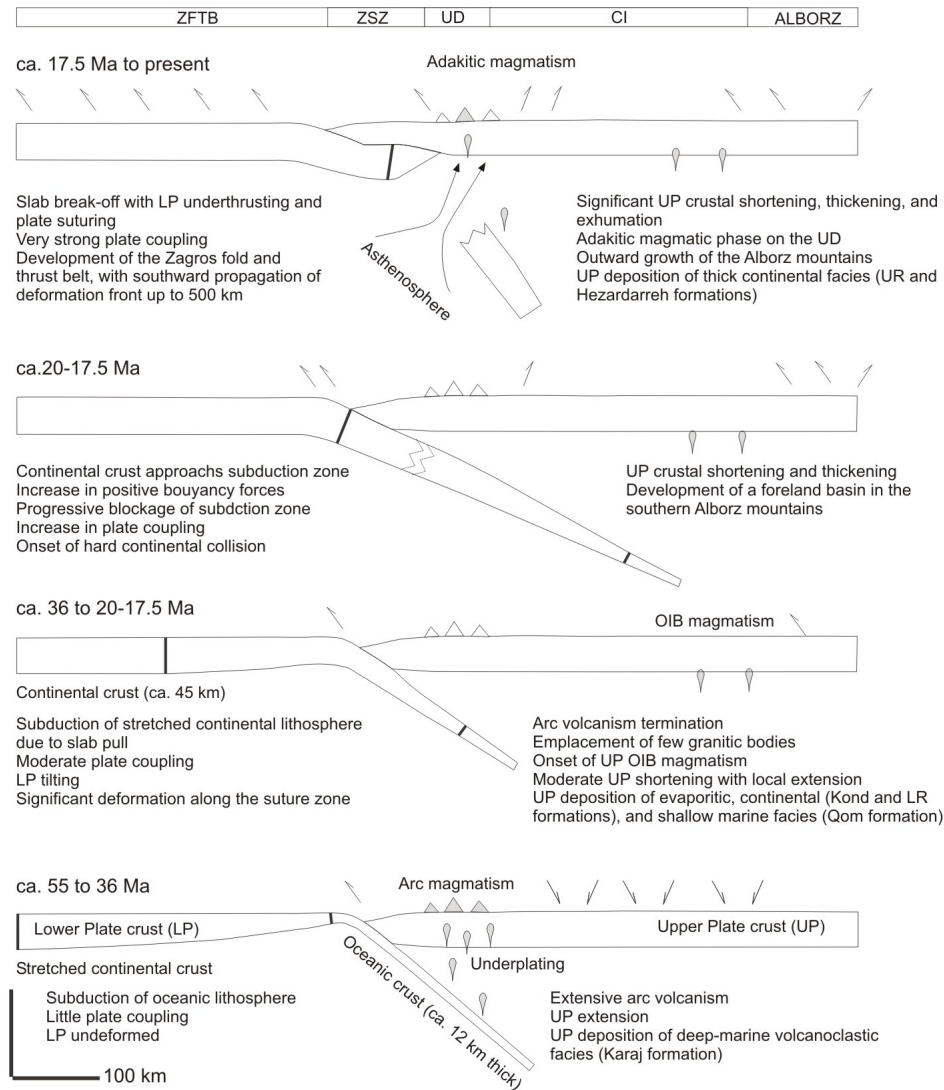 ZFTB ZSZ UD CI ALBORZ
ca. 17.5 Ma to present
Adakitic magmatism
Slab break-off with LP underthrusting and
plate suturing
Very strong plate coupling
Development of the Zagros fold and
thrust belt, with southward propagation of
deformation front up to 500 km
Asthenosphere
Significant UP crustal shortening, thickening, and
exhumation
Adakitic magmatic phase on the UD
Outward growth of the Alborz mountains
UP deposition of thick continental facies (UR and
Hezardarreh formations)
ca.20-17.5 Ma
Continental crust approachs subduction zone
Increase in positive bouyancy forces
Progressive blockage of subdction zone
Increase in plate coupling
Onset of hard continental collision
UP crustal shortening and thickening
Development of a foreland basin in the
southern Alborz mountains
ca. 36 to 20-17.5 Ma
OIB magmatism
Continental crust (ca. 45 km)
Subduction of stretched continental lithosphere
due to slab pull
Moderate plate coupling
LP tilting
Significant deformation along the suture zone
Arc volcanism termination
Emplacement of few granitic bodies
Onset of UP OIB magmatism
Moderate UP shortening with local extension
UP deposition of evaporitic, continental (Kond and LR
formations), and shallow marine facies (Qom formation)
ca. 55 to 36 Ma
Arc magmatism
Lower Plate crust (LP)
Upper Plate crust (UP)
Stretched continental crust
Underplating
Oceanic crust (ca. 12 km thick)
Subduction of oceanic lithosphere
Little plate coupling
LP undeformed
Extensive arc volcanism
UP extension
UP deposition of deep-marine volcanoclastic
facies (Karaj formation)
100 km